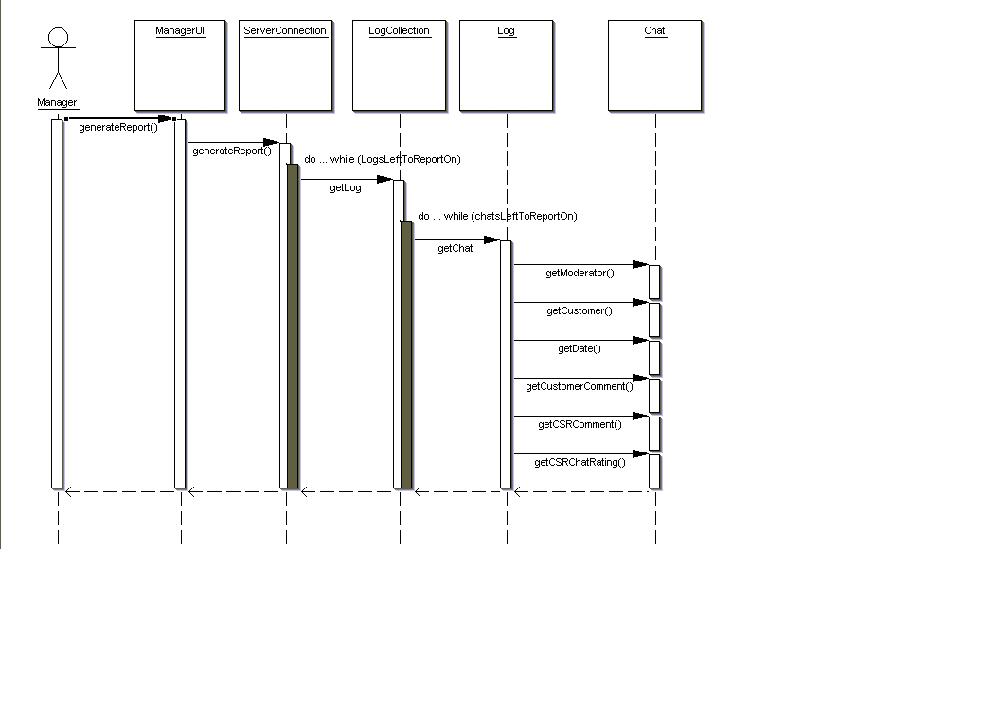 ManagerUI
ServerConnection
LogCollection
Log
Chat
Manager
generateReport()
generateReport()
do ... while (LogsLeftToReportOn)
getLog
do ... while (chatsLeftToReportOn)
getChat
getModerator()
getCustomer()
getDate()
getCustomerComment()
getCSRComment()
getCSRChatRating()